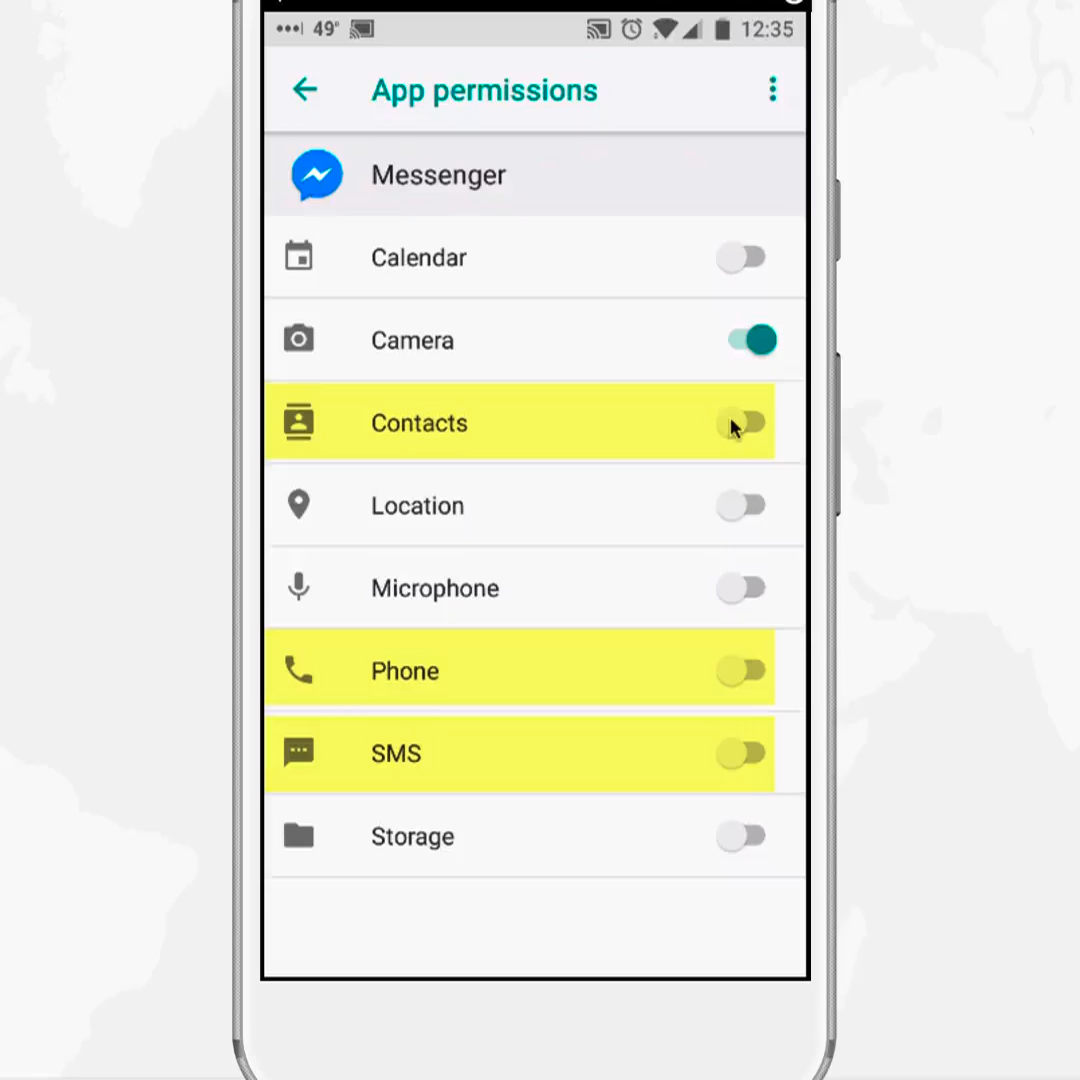 49° 12:35
App permissions
Messenger
Calendar
Camera
Contacts
Location
Microphone
Phone
SMS
Storage